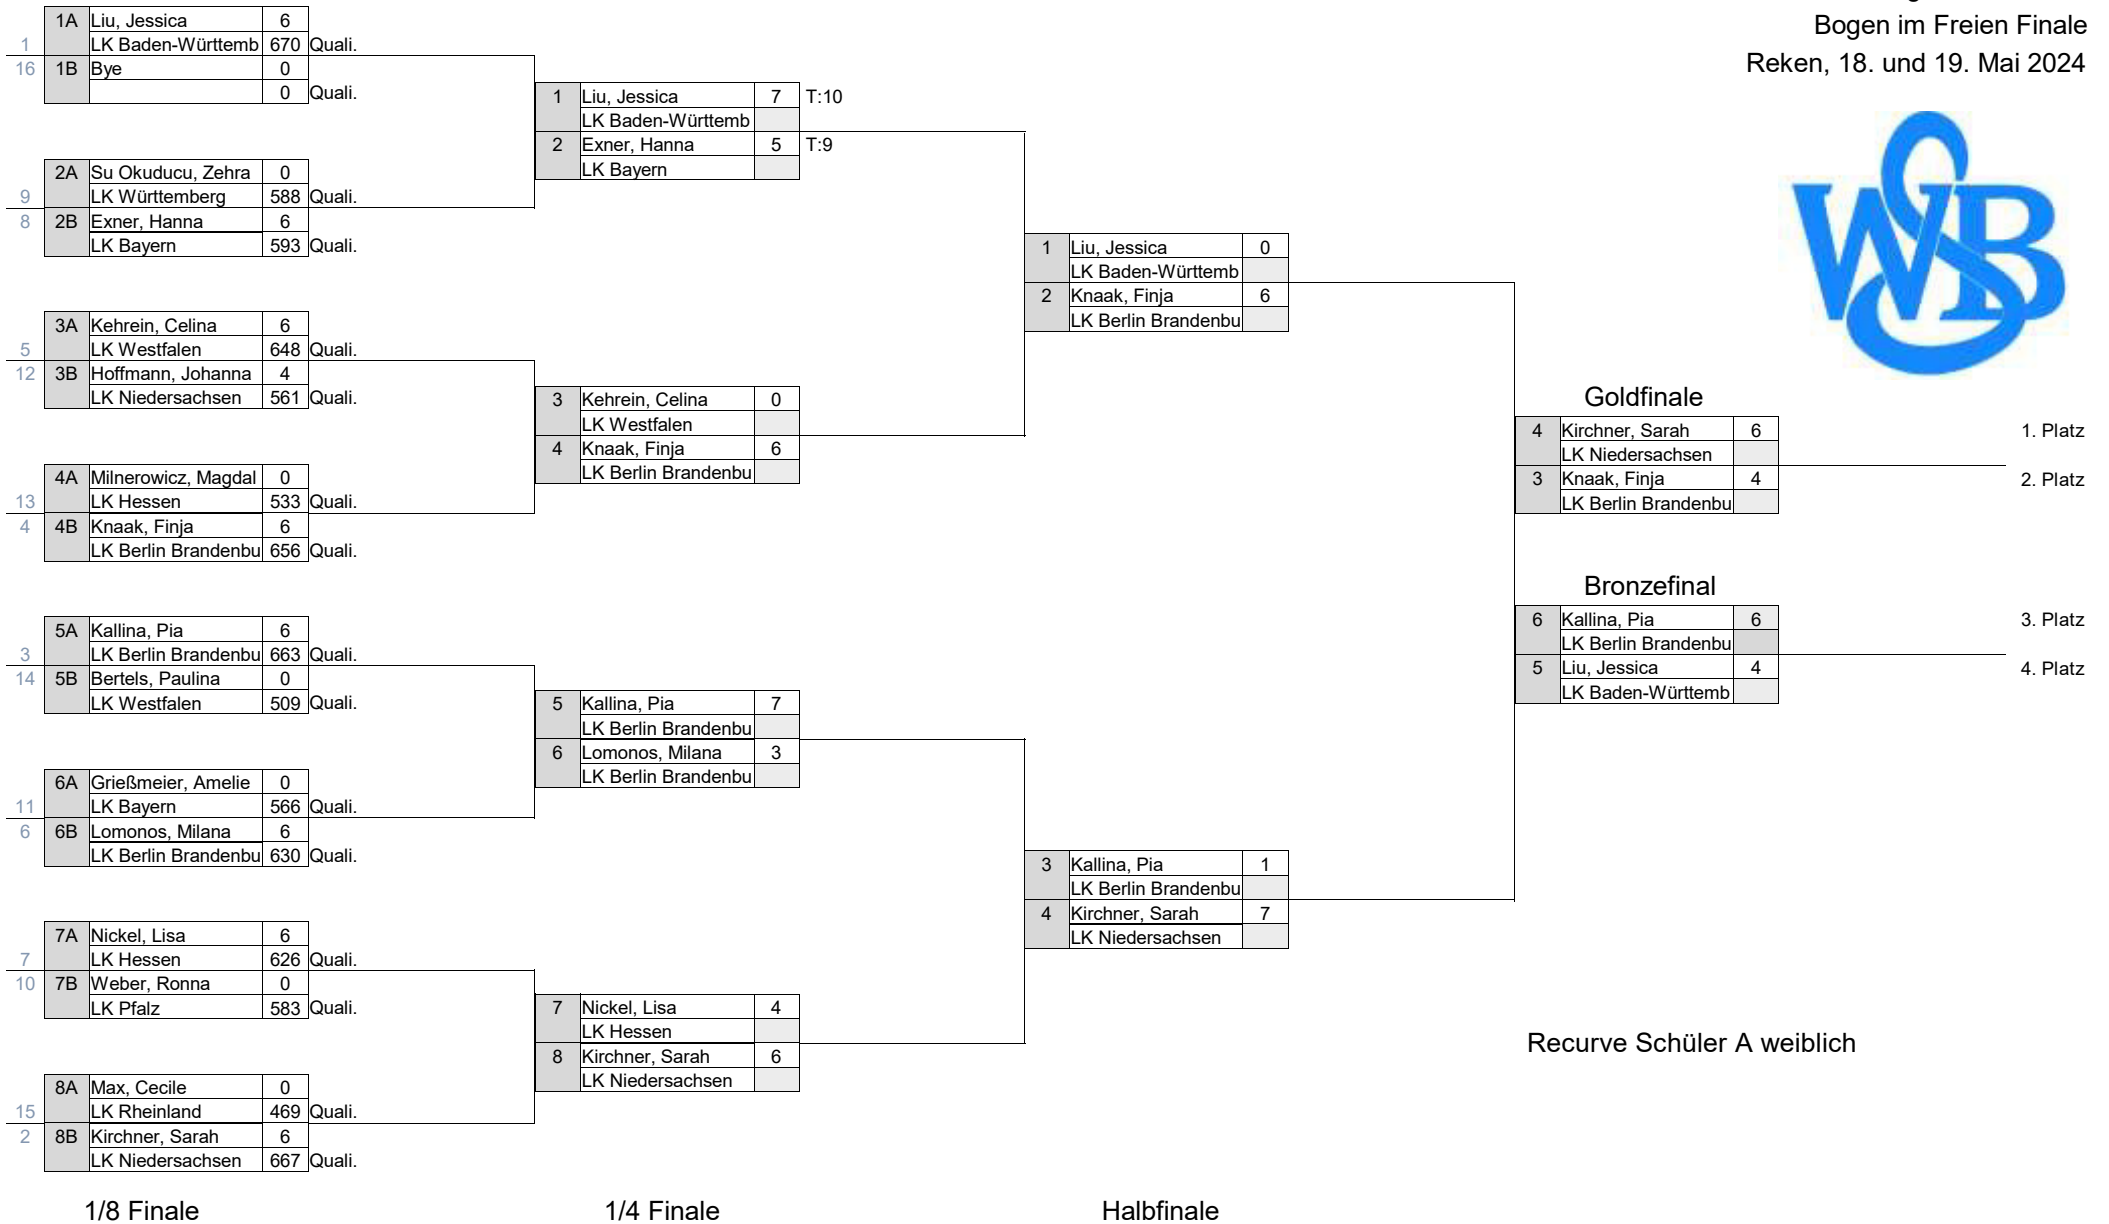 Bogen im Freien Finale
Reken, 18. und 19. Mai 2024
WSB
1A Liu, Jessica 6
1 LK Baden-Württemb 670 Quali.
16 1B Bye 0
0 Quali.
2A Su Okuducu, Zehra 0
9 LK Württemberg 588 Quali.
8 2B Exner, Hanna 6
LK Bayern 593 Quali.
3A Kehrein, Celina 6
5 LK Westfalen 648 Quali.
12 3B Hoffmann, Johanna 4
LK Niedersachsen 561 Quali.
4A Milnerowicz, Magdal 0
13 LK Hessen 533 Quali.
4 4B Knaak, Finja 6
LK Berlin Brandenbu 656 Quali.
5A Kallina, Pia 6
3 LK Berlin Brandenbu 663 Quali.
14 5B Bertels, Paulina 0
LK Westfalen 509 Quali.
6A Grießmeier, Amelie 0
11 LK Bayern 566 Quali.
6 6B Lomonos, Milana 6
LK Berlin Brandenbu 630 Quali.
7A Nickel, Lisa 6
7 LK Hessen 626 Quali.
10 7B Weber, Ronna 0
LK Pfalz 583 Quali.
8A Max, Cecile 0
15 LK Rheinland 469 Quali.
2 8B Kirchner, Sarah 6
LK Niedersachsen 667 Quali.
1/8 Finale
1 Liu, Jessica 7 T:10
LK Baden-Württemb
2 Exner, Hanna 5 T:9
LK Bayern
3 Kehrein, Celina 0
LK Westfalen
4 Knaak, Finja 6
LK Berlin Brandenbu
5 Kallina, Pia 7
LK Berlin Brandenbu
6 Lomonos, Milana 3
LK Berlin Brandenbu
7 Nickel, Lisa 4
LK Hessen
8 Kirchner, Sarah 6
LK Niedersachsen
1/4 Finale
1 Liu, Jessica 0
LK Baden-Württemb
2 Knaak, Finja 6
LK Berlin Brandenbu
3 Kallina, Pia 1
LK Berlin Brandenbu
4 Kirchner, Sarah 7
LK Niedersachsen
Halbfinale
Goldfinale
4 Kirchner, Sarah 6 1. Platz
LK Niedersachsen
3 Knaak, Finja 4 2. Platz
LK Berlin Brandenbu
Bronzefinal
6 Kallina, Pia 6 3. Platz
LK Berlin Brandenbu
5 Liu, Jessica 4 4. Platz
LK Baden-Württemb
Recurve Schüler A weiblich